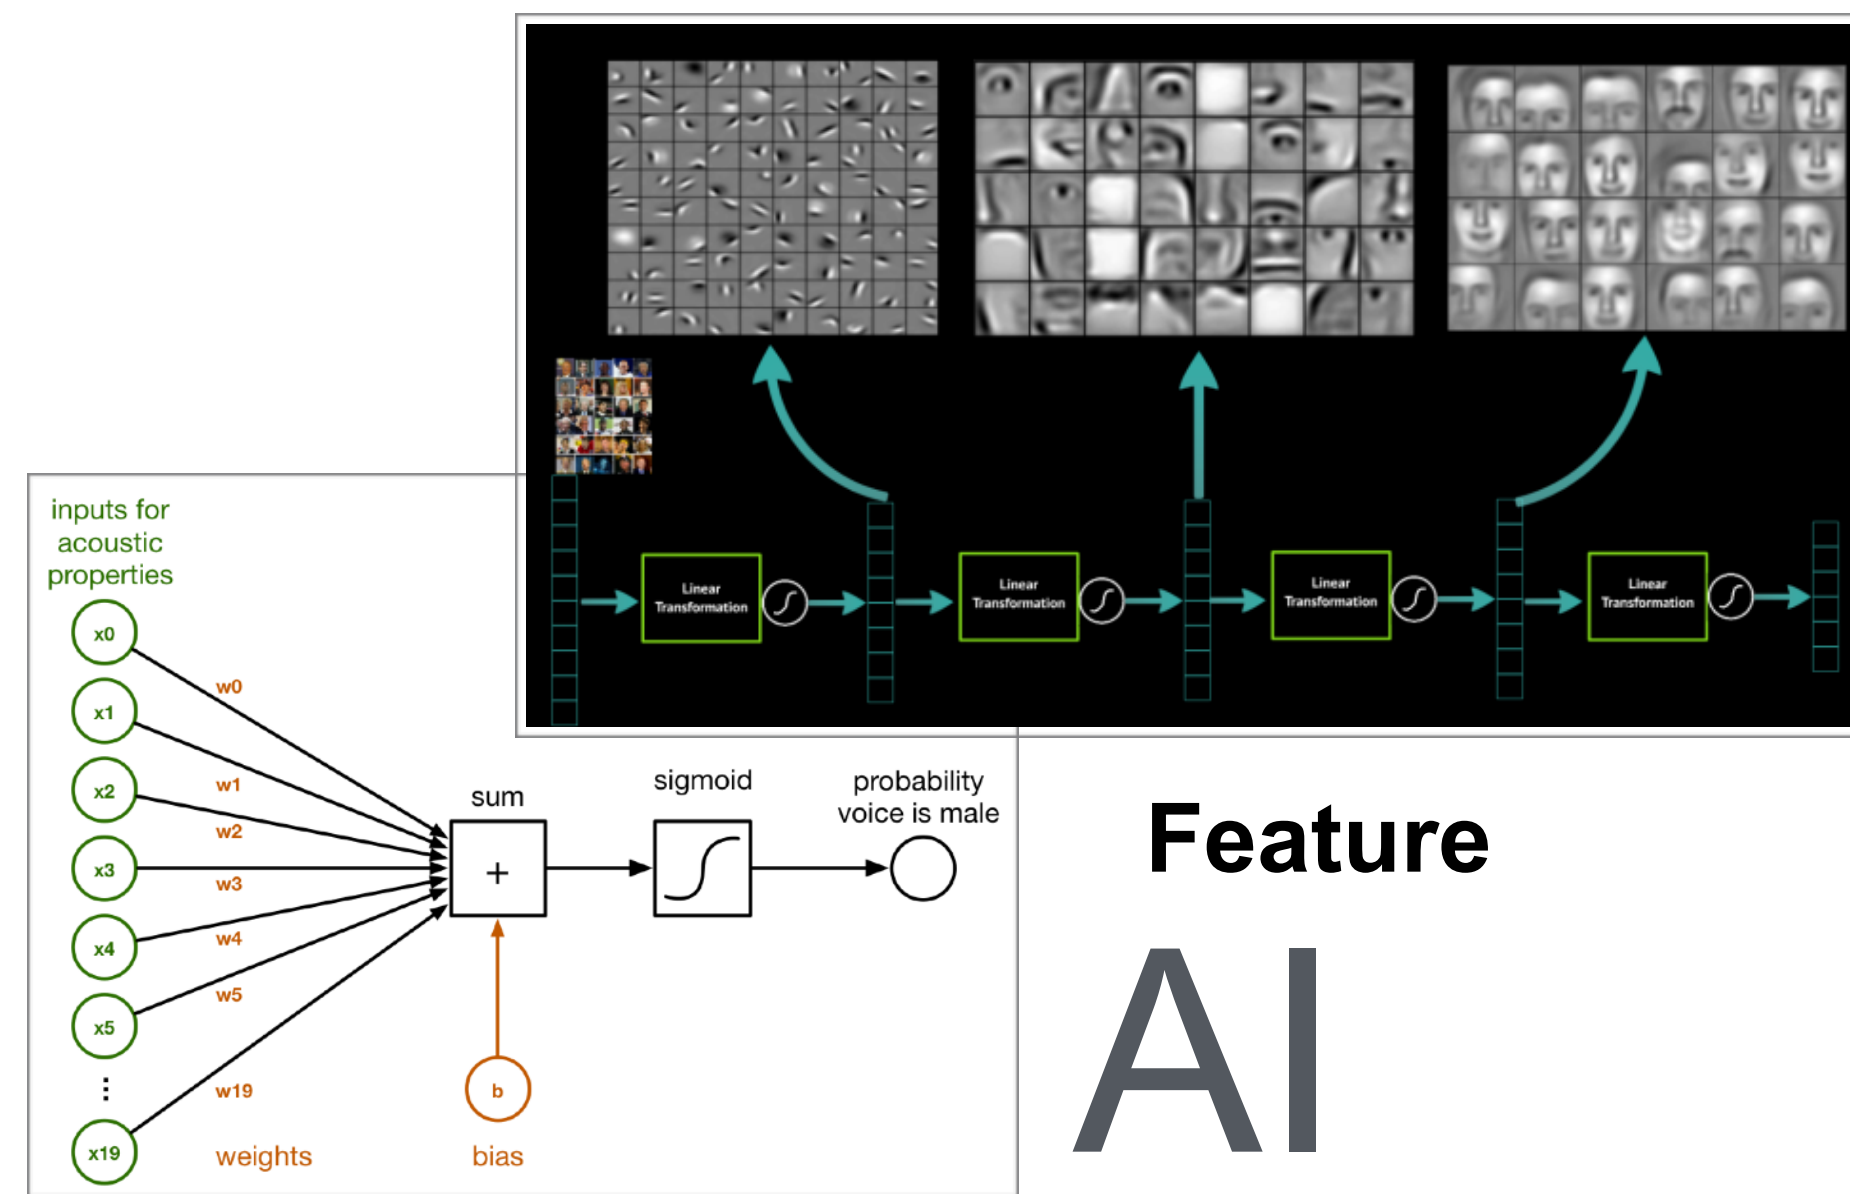 Linear
Transformation
Linear
Transformation
Linear
Transformation
Linear
Transformation
inputs for
acoustic
properties
x0
x1
x2
x3
x4
x5
x19
w0
w1
w2
w3
w4
w5
w19
weights
sum
+
b
bias
sigmoid
probability
voice is male
Feature
AI